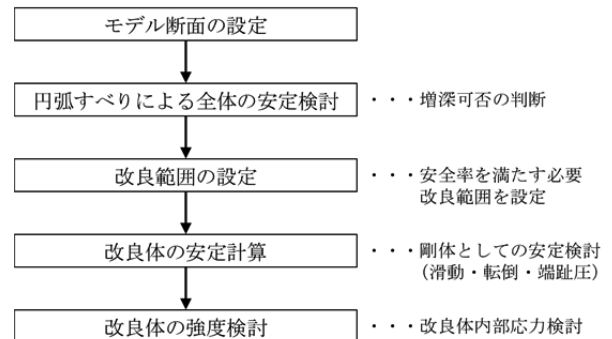 モデル断面の設定
円弧すべりによる全体の安定検討 ・・・増深可否の判断
改良範囲の設定 ・・・安全率を満たす必要
改良範囲を設定
改良体の安定計算 ・・・剛体としての安定検討
(滑動・転倒・端趾圧)
改良体の強度検討 ・・・改良体内部応力検討